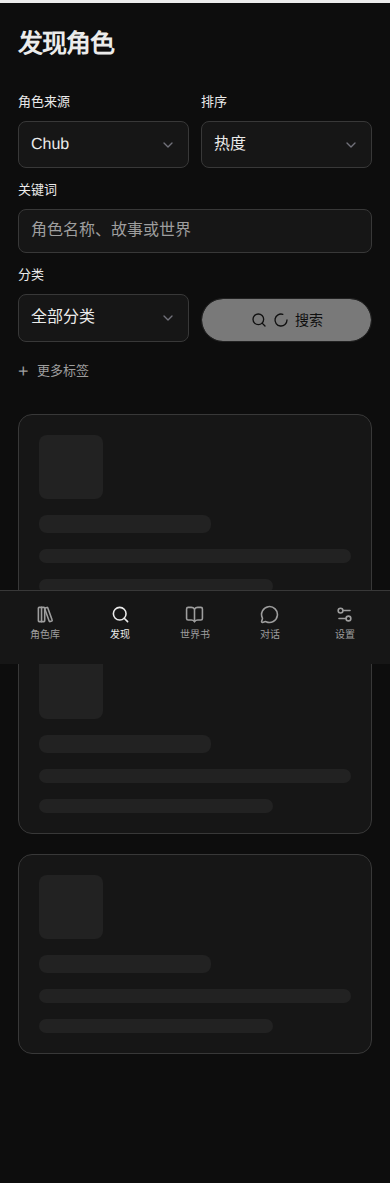 发现角色
角色来源
排序
Chub
热度
关键词
角色名称、故事或世界
分类
全部分类
搜索
+ 更多标签
角色库
发现
世界书
对话
设置